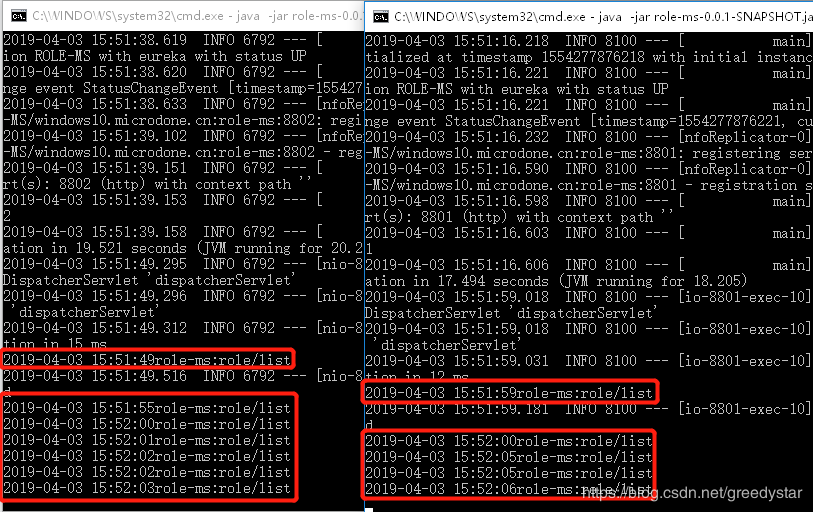 C:\WINDOWS\system32\cmd.exe - java -jar role-ms-0.0.
2019-04-03 15:51:38.619 INFO 6792 --- [
ion ROLE-MS with eureka with status UP
2019-04-03 15:51:38.620 INFO 6792 --- [
nge event StatusChangeEvent [timestamp=15542
2019-04-03 15:51:38.633 INFO 6792 --- [nfoRe
-MS/windows10.microdone.cn:role-ms:8802: regi
2019-04-03 15:51:39.102 INFO 6792 --- [nfoRe
-MS/windows10.microdone.cn:role-ms:8802 - reg
2019-04-03 15:51:39.151 INFO 6792 --- [
rt(s): 8802 (http) with context path ''
2019-04-03 15:51:39.153 INFO 6792 --- [
2
2019-04-03 15:51:39.158 INFO 6792 --- [
ation in 19.521 seconds (JVM running for 20.2
2019-04-03 15:51:49.295 INFO 6792 --- [nio-8
DispatcherServlet 'dispatcherServlet'
2019-04-03 15:51:49.296 INFO 6792 --- [nio-8
'dispatcherServlet'
2019-04-03 15:51:49.312 INFO 6792 --- [nio-8
tion in 15 ms
2019-04-03 15:51:49role-ms:role/list
2019-04-03 15:51:49.516 INFO 6792 --- [nio-8
d
2019-04-03 15:51:55role-ms:role/list
2019-04-03 15:52:00role-ms:role/list
2019-04-03 15:52:01role-ms:role/list
2019-04-03 15:52:02role-ms:role/list
2019-04-03 15:52:02role-ms:role/list
2019-04-03 15:52:03role-ms:role/list
C:\WINDOWS\system32\cmd.exe - java -jar role-ms-0.0.1-SNAPSHOT.ja
2019-04-03 15:51:16.218 INFO 8100 --- [ main]
tialized at timestamp 1554277876218 with initial instanc
2019-04-03 15:51:16.221 INFO 8100 --- [ main]
ion ROLE-MS with eureka with status UP
2019-04-03 15:51:16.221 INFO 8100 --- [ main]
nge event StatusChangeEvent [timestamp=1554277876221, cu
2019-04-03 15:51:16.232 INFO 8100 --- [nfoReplicator-0]
-MS/windows10.microdone.cn:role-ms:8801: registering ser
2019-04-03 15:51:16.590 INFO 8100 --- [nfoReplicator-0]
-MS/windows10.microdone.cn:role-ms:8801 - registration s
2019-04-03 15:51:16.598 INFO 8100 --- [ main]
rt(s): 8801 (http) with context path ''
2019-04-03 15:51:16.603 INFO 8100 --- [ main]
1
2019-04-03 15:51:16.606 INFO 8100 --- [ main]
ation in 17.494 seconds (JVM running for 18.205)
2019-04-03 15:51:59.018 INFO 8100 --- [io-8801-exec-10]
DispatcherServlet 'dispatcherServlet'
2019-04-03 15:51:59.018 INFO 8100 --- [io-8801-exec-10]
'dispatcherServlet'
2019-04-03 15:51:59.031 INFO 8100 --- [io-8801-exec-10]
tion in 12 ms
2019-04-03 15:51:59role-ms:role/list
2019-04-03 15:51:59.181 INFO 8100 --- [io-8801-exec-10]
d
2019-04-03 15:52:00role-ms:role/list
2019-04-03 15:52:05role-ms:role/list
2019-04-03 15:52:05role-ms:role/list
2019-04-03 15:52:06role-ms:role/list
https://blog.csdn.net/greedystar